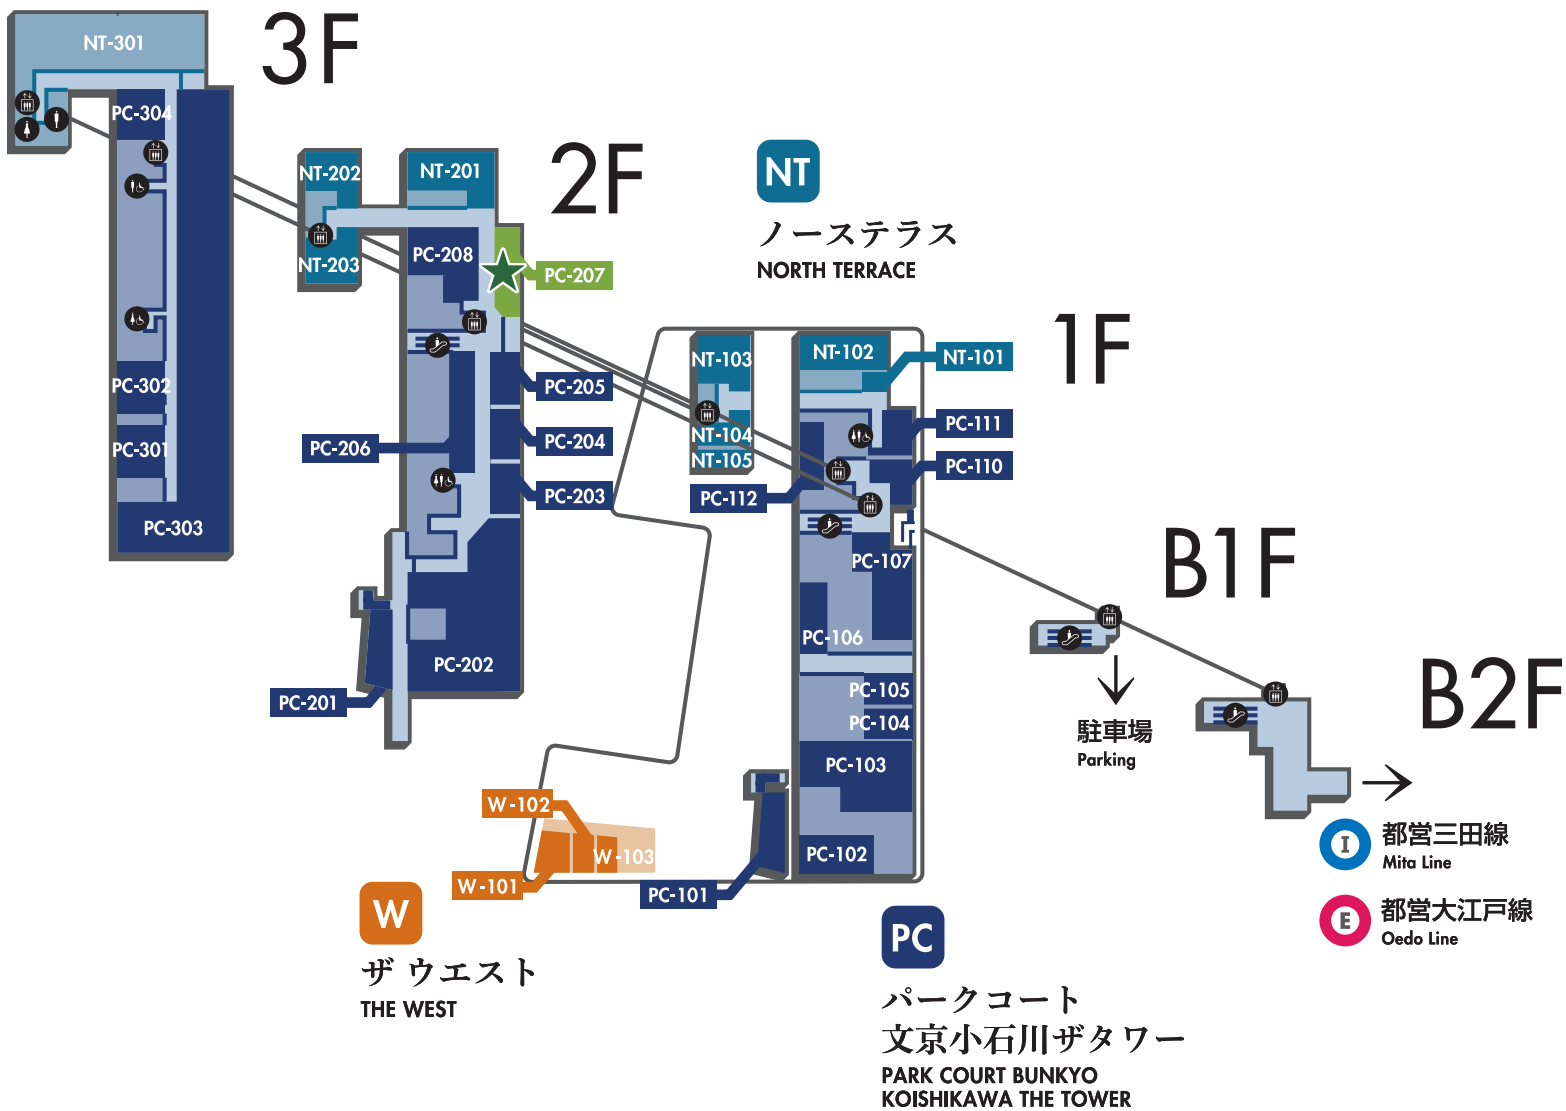 3F
NT-301
PC-304
PC-302
PC-301
PC-303
2F
NT-202
NT-201
NT-203
PC-208
PC-207
PC-205
PC-206
PC-204
PC-203
PC-202
PC-201
NT
ノーステラス
NORTH TERRACE
1F
NT-103
NT-102
NT-101
NT-104
NT-105
PC-111
PC-110
PC-112
PC-107
PC-106
PC-105
PC-104
PC-103
PC-102
PC-101
W-102
W-103
W-101
W
ザ ウエスト
THE WEST
PC
パークコート
文京小石川ザタワー
PARK COURT BUNKYO
KOISHIKAWA THE TOWER
B1F
駐車場
Parking
B2F
I
都営三田線
Mita Line
E
都営大江戸線
Oedo Line